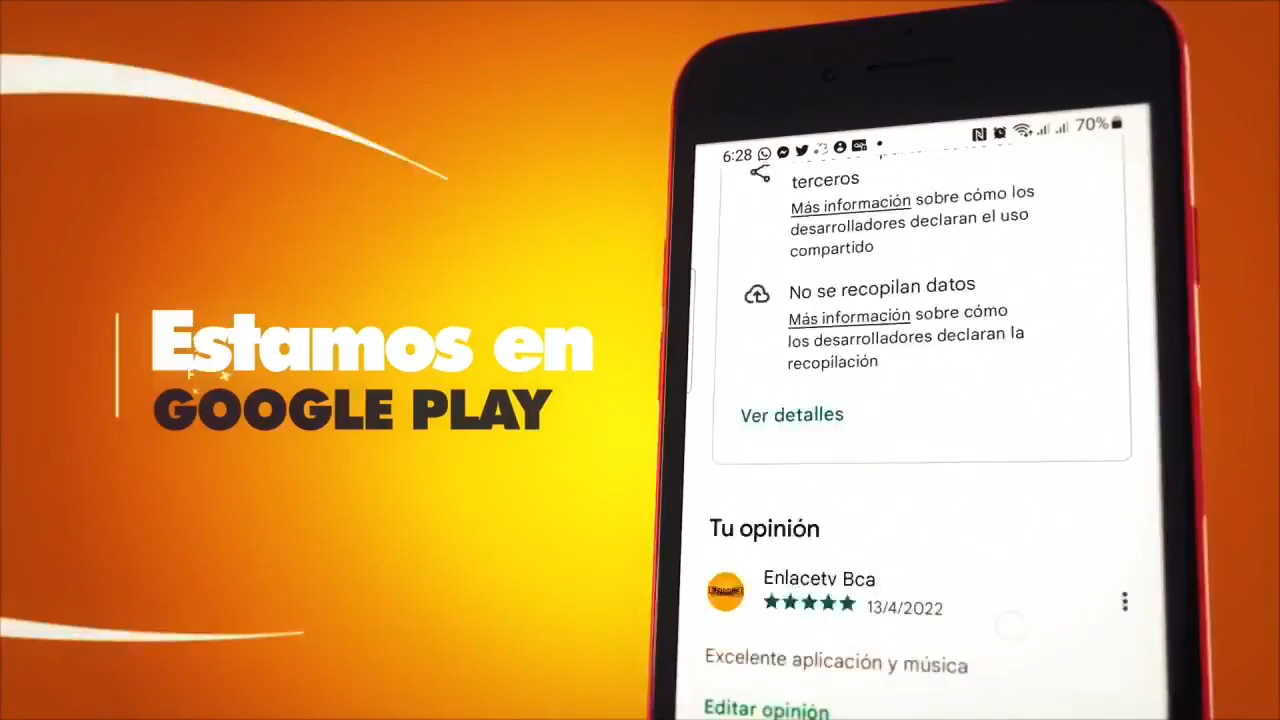 Estamos en
GOOGLE PLAY
6:28
70%
terceros
Más información sobre cómo los
desarrolladores declaran el uso
compartido
No se recopilan datos
Más información sobre cómo
los desarrolladores declaran la
recopilación
Ver detalles
Tu opinión
Enlacetv Bca
13/4/2022
Excelente aplicación y música
Editar opinión